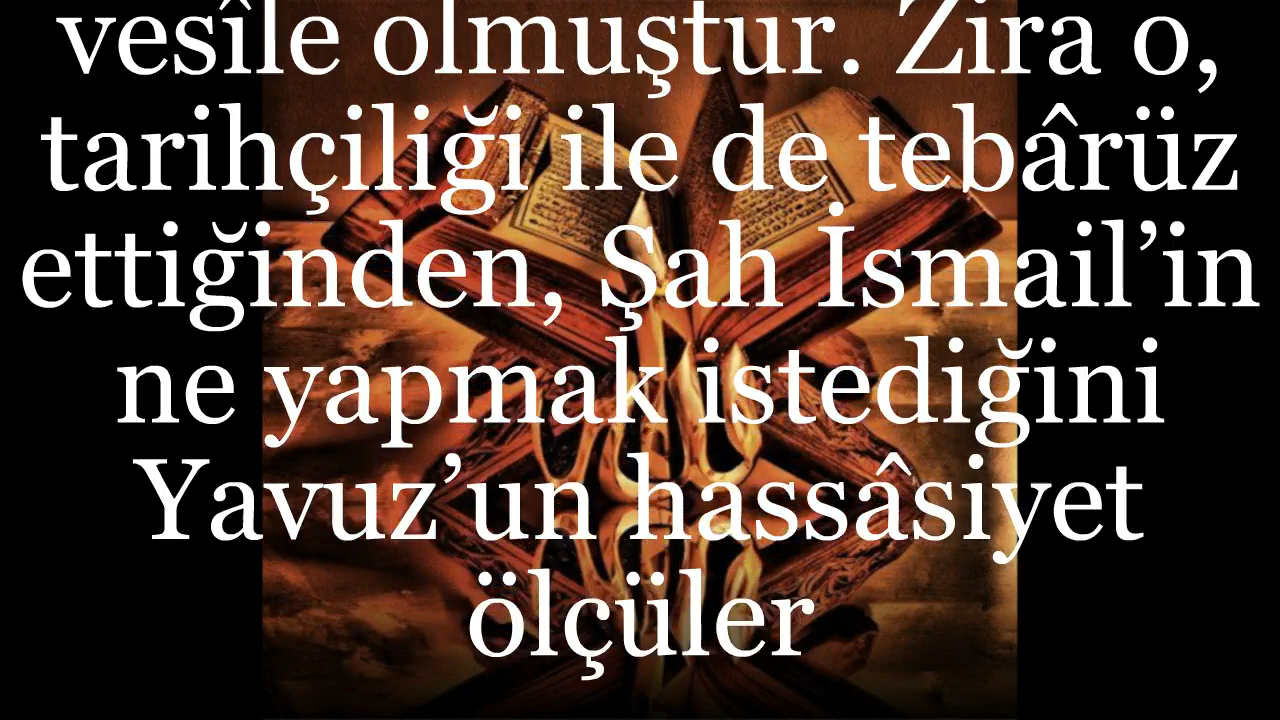 vesîle olmuştur. Zira o,
tarihçiliği ile de tebârüz
ettiğinden, Şah İsmail’in
ne yapmak istediğini
Yavuz’un hassâsiyet
ölçüler